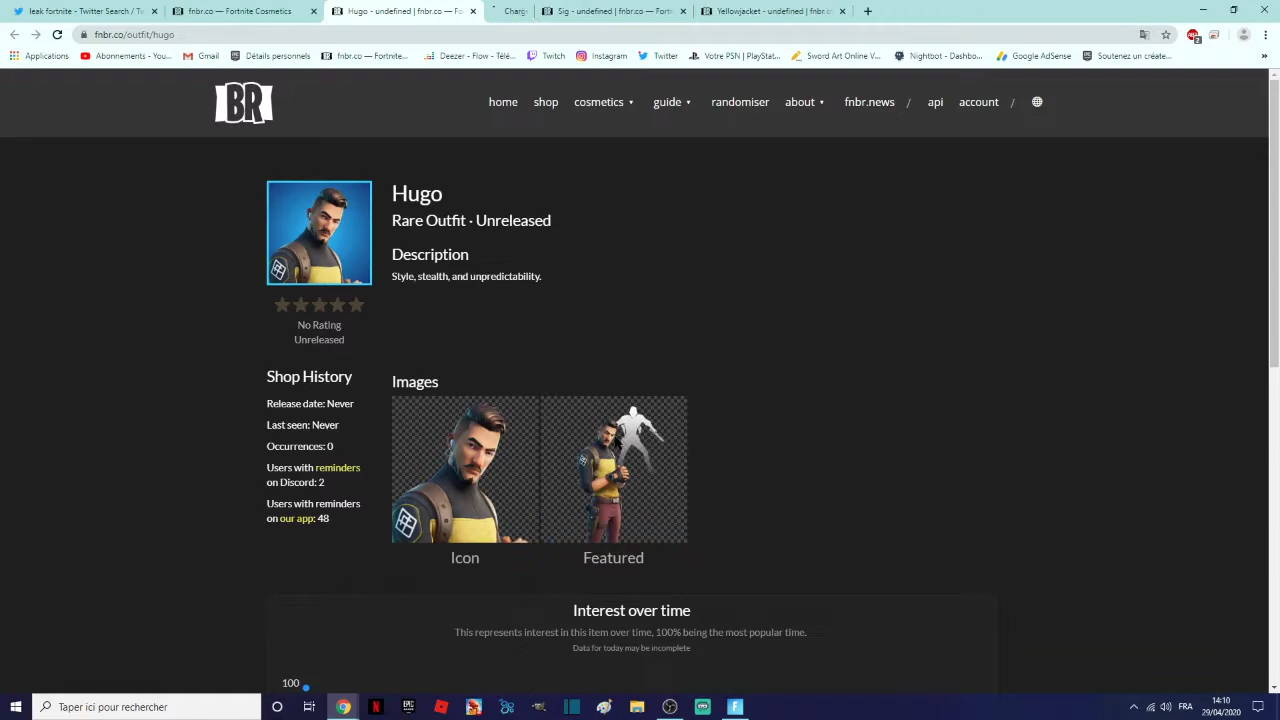 leak fortnite - Twitter Search / Tw
fnbr.co — Fortnite Cosmetics
Hugo - undefined | fnbr.co — Fort
Charg
Sig - undefined | fnbr.co — Fortni
Yellowjacket - undefined | fnbr.c
fnbr.co/outfit/hugo
Applications
Abonnements - You...
Gmail
Détails personnels
fnbr.co — Fortnite...
Deezer - Flow - Télé...
Twitch
Instagram
Twitter
Votre PSN | PlayStat...
Sword Art Online V...
Nightbot - Dashbo...
Google AdSense
Soutenez un create...
BR
home
shop
cosmetics
guide
randomiser
about
fnbr.news
/
api
account
/
Hugo
Rare Outfit · Unreleased
Description
Style, stealth, and unpredictability.
No Rating
Unreleased
Shop History
Release date: Never
Last seen: Never
Occurrences: 0
Users with reminders
on Discord: 2
Users with reminders
on our app: 48
Images
Icon
Featured
Interest over time
This represents interest in this item over time, 100% being the most popular time.
Data for today may be incomplete
100
Taper ici pour rechercher
FRA
14:10
29/04/2020